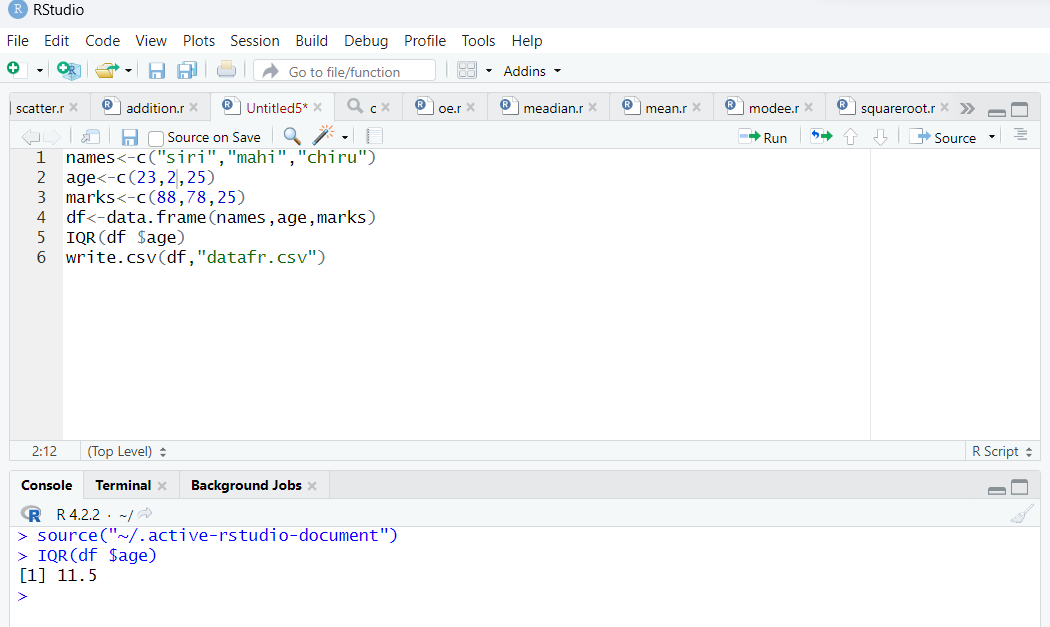 RStudio
File Edit Code View Plots Session Build Debug Profile Tools Help
Go to file/function Addins
scatter.r addition.r Untitled5* c oe.r meadian.r mean.r modee.r squareroot.r
Source on Save Run Source
1 names<-c("siri","mahi","chiru")
2 age<-c(23,2,25)
3 marks<-c(88,78,25)
4 df<-data.frame(names,age,marks)
5 IQR(df $age)
6 write.csv(df,"datafr.csv")
2:12 (Top Level) R Script
Console Terminal Background Jobs
R 4.2.2 · ~/
> source("~/.active-rstudio-document")
> IQR(df $age)
[1] 11.5
>